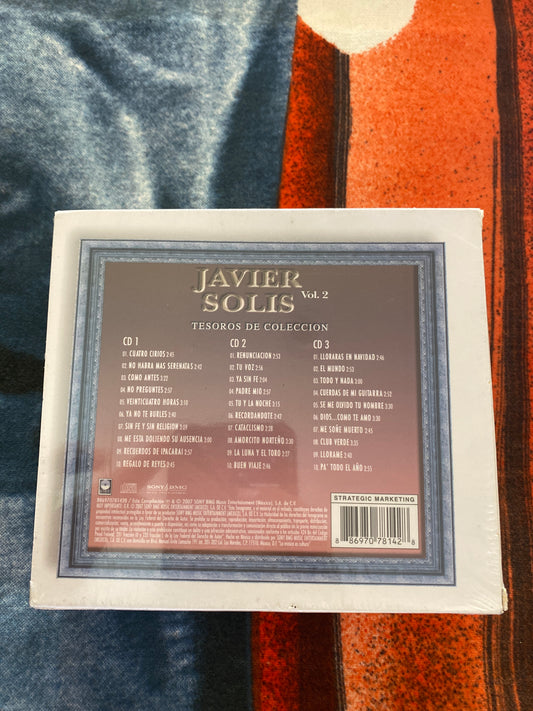 JAVIER
SOLIS Vol. 2
TESOROS DE COLECCION
CD 1
01. CUATRO CIRIOS 2:45
02. NO HABRA MAS SERENATAS 2:42
03. COMO ANTES 3:22
04. NO PREGUNTES 2:57
05. VEINTICUATRO HORAS 3:10
06. YA NO TE BURLES 2:40
07. SIN FE Y SIN RELIGION 3:09
08. ME ESTA DOLIENDO SU AUSENCIA 2:00
09. RECUERDOS DE IPACARAI 2:57
10. REGALO DE REYES 2:45
CD 2
01. RENUNCIACION 2:53
02. TU VOZ 2:56
03. YA SIN FE 2:04
04. PADRE MIO 2:57
05. TU Y LA NOCHE 3:15
06. RECORDANDOTE 2:42
07. CATACLISMO 2:40
08. AMORCITO NORTEÑO 2:30
09. LA LUNA Y EL TORO 2:30
10. BUEN VIAJE 2:46
CD 3
01. LLORARAS EN NAVIDAD 2:46
02. EL MUNDO 2:53
03. TODO Y NADA 3:00
04. CUERDAS DE MI GUITARRA 2:52
05. SE ME OLVIDO TU NOMBRE 2:30
06. DIOS... COMO TE AMO 3:30
07. ME SOÑE MUERTO 2:45
08. CLUB VERDE 3:35
09. LLORAME 2:40
10. PA' TODO EL AÑO 2:55
SONY BMG
STRATEGIC MARKETING
8 86970 78142 8